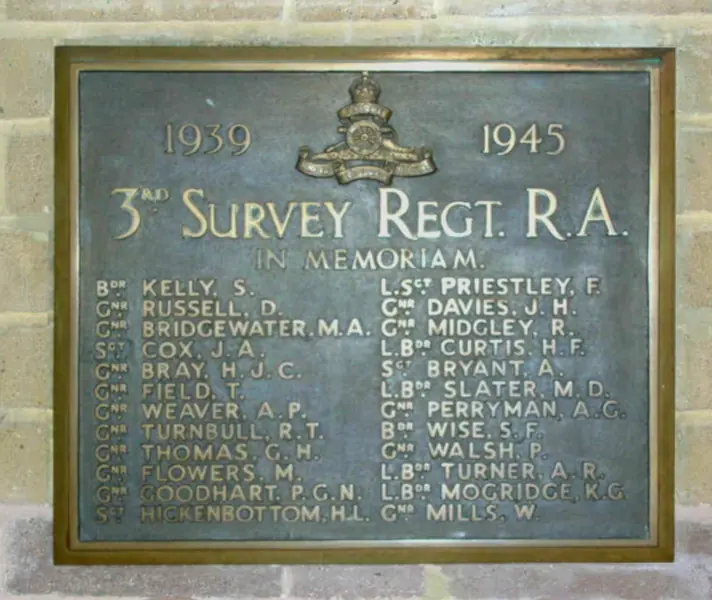 1939 1945
3RD SURVEY REGT. R.A.
IN MEMORIAM.
BDR KELLY, S.
GNR RUSSELL, D.
GNR BRIDGEWATER, M.A.
SGT COX, J.A.
GNR BRAY, H.J.C.
GNR FIELD, T.
GNR WEAVER, A.P.
GNR TURNBULL, R.T.
GNR THOMAS, G.H.
GNR FLOWERS, M.
GNR GOODHART, P.G.N.
SGT HICKENBOTTOM, H.L.
L.SGT PRIESTLEY, F.
GNR DAVIES, J.H.
GNR MIDGLEY, R.
L.BDR CURTIS, H.F.
SGT BRYANT, A.
L.BDR SLATER, M.D.
GNR PERRYMAN, A.G.
BDR WISE, S.F.
GNR WALSH, P.
L.BDR TURNER, A.R.
L.BDR MOGRIDGE, K.G.
GNR MILLS, W.